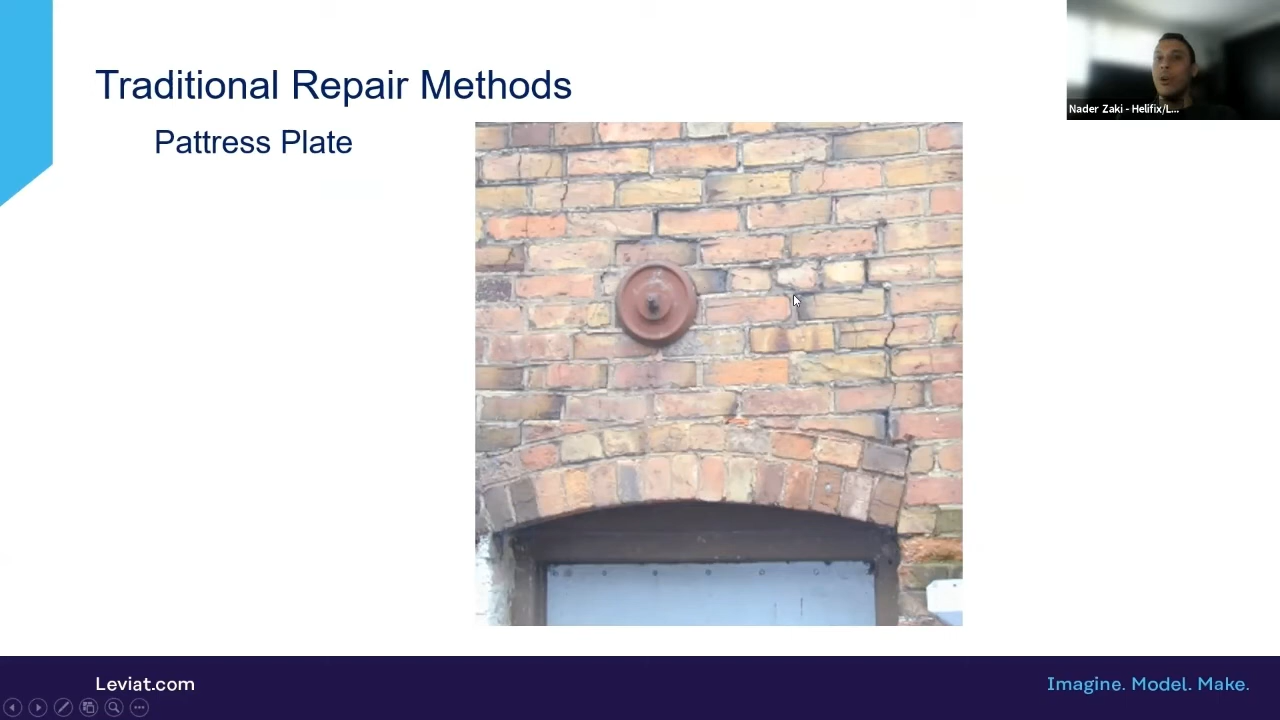 Traditional Repair Methods
Pattress Plate
Nader Zaki - Helifix/L...
Leviat.com
Imagine. Model. Make.